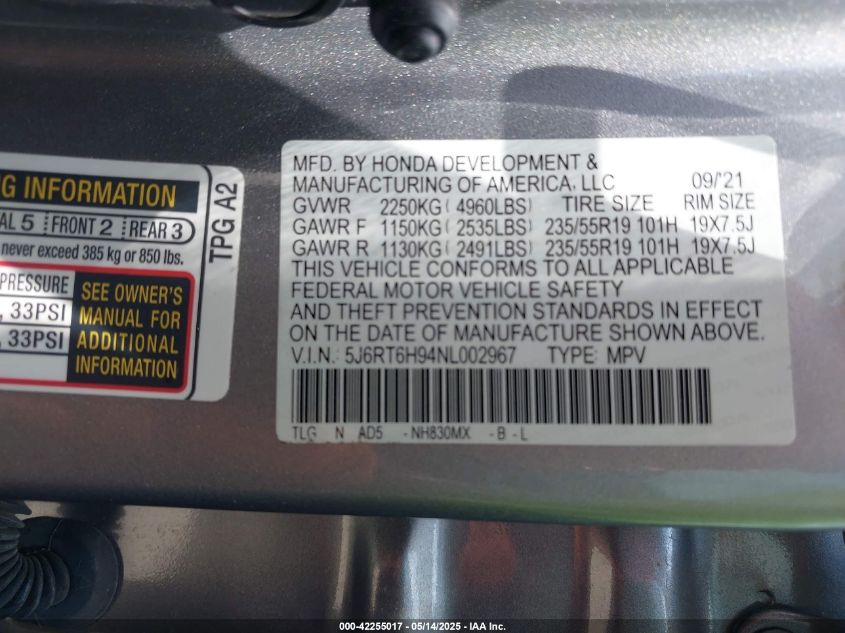 G INFORMATION
AL 5 FRONT 2 REAR 3
never exceed 385 kg or 850 lbs.
PRESSURE
, 33PSI
, 33PSI
SEE OWNER'S
MANUAL FOR
ADDITIONAL
INFORMATION
TPG A2
MFD. BY HONDA DEVELOPMENT &
MANUFACTURING OF AMERICA, LLC 09/'21
GVWR 2250KG ( 4960LBS) TIRE SIZE RIM SIZE
GAWR F 1150KG ( 2535LBS) 235/55R19 101H 19X7.5J
GAWR R 1130KG ( 2491LBS) 235/55R19 101H 19X7.5J
THIS VEHICLE CONFORMS TO ALL APPLICABLE
FEDERAL MOTOR VEHICLE SAFETY
AND THEFT PREVENTION STANDARDS IN EFFECT
ON THE DATE OF MANUFACTURE SHOWN ABOVE.
V.I.N.: 5J6RT6H94NL002967 TYPE: MPV
TLG N AD5 -NH830MX -B -L
000-42255017 - 05/14/2025 - IAA Inc.